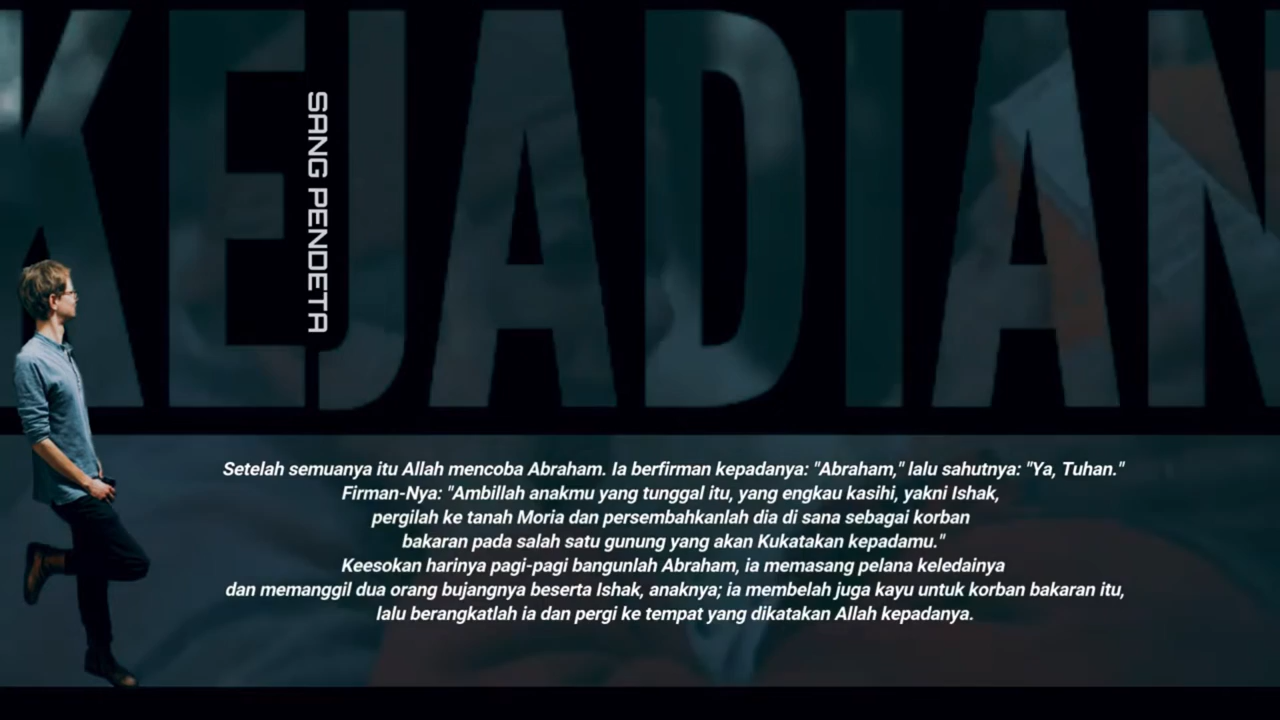 KEJADIAN
SANG PENDETA
Setelah semuanya itu Allah mencoba Abraham. Ia berfirman kepadanya: "Abraham," lalu sahutnya: "Ya, Tuhan."
Firman-Nya: "Ambillah anakmu yang tunggal itu, yang engkau kasihi, yakni Ishak,
pergilah ke tanah Moria dan persembahkanlah dia di sana sebagai korban
bakaran pada salah satu gunung yang akan Kukatakan kepadamu."
Keesokan harinya pagi-pagi bangunlah Abraham, ia memasang pelana keledainya
dan memanggil dua orang bujangnya beserta Ishak, anaknya; ia membelah juga kayu untuk korban bakaran itu,
lalu berangkatlah ia dan pergi ke tempat yang dikatakan Allah kepadanya.